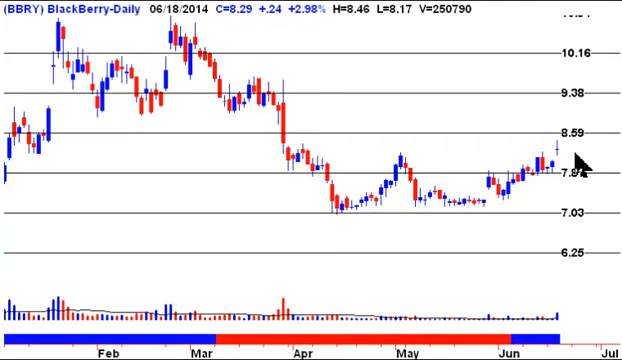 (BBRY) BlackBerry-Daily 06/18/2014 C=8.29 +.24 +2.98% H=8.46 L=8.17 V=250790
10.16
9.38
8.59
7.03
6.25
Feb Mar Apr May Jun Jul